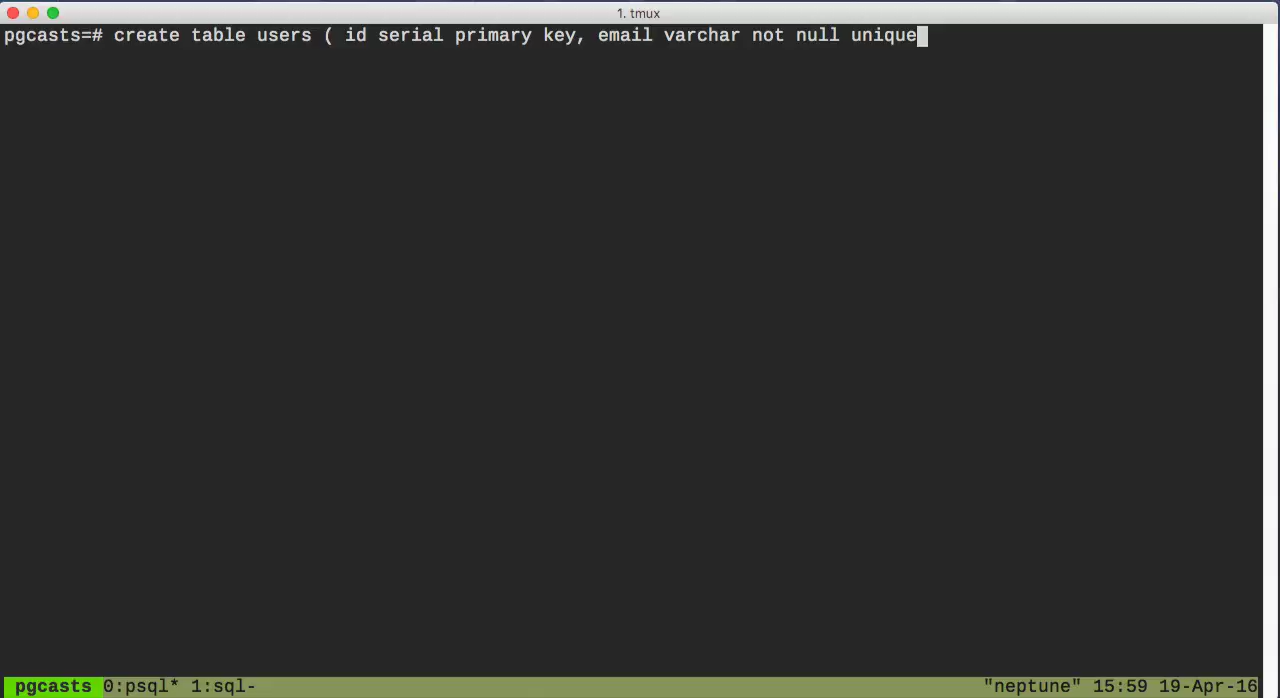 1. tmux
pgcasts=# create table users ( id serial primary key, email varchar not null unique
pgcasts 0:psql* 1:sql- "neptune" 15:59 19-Apr-16